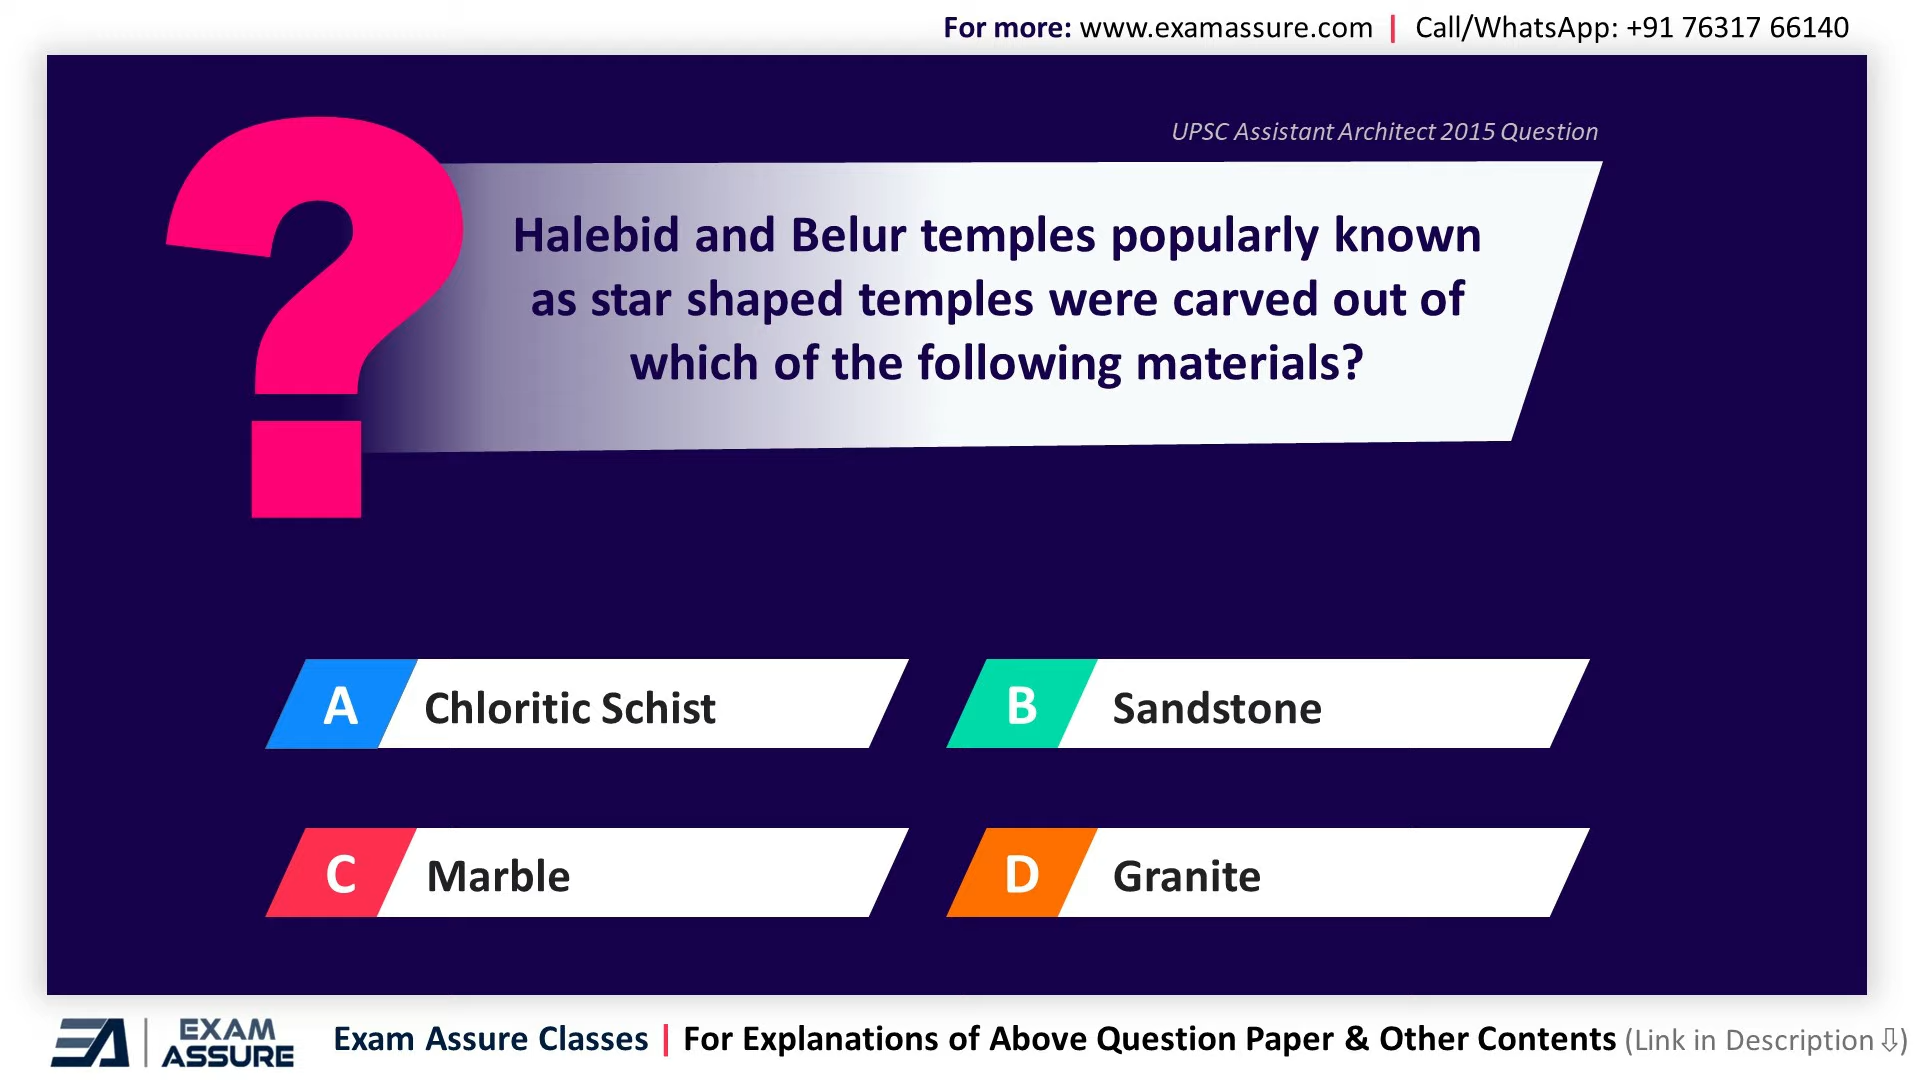 For more: www.examassure.com | Call/WhatsApp: +91 76317 66140
UPSC Assistant Architect 2015 Question
?
Halebid and Belur temples popularly known
as star shaped temples were carved out of
which of the following materials?
A Chloritic Schist
B Sandstone
C Marble
D Granite
EA | EXAM
ASSURE
Exam Assure Classes | For Explanations of Above Question Paper & Other Contents (Link in Description ⇩)